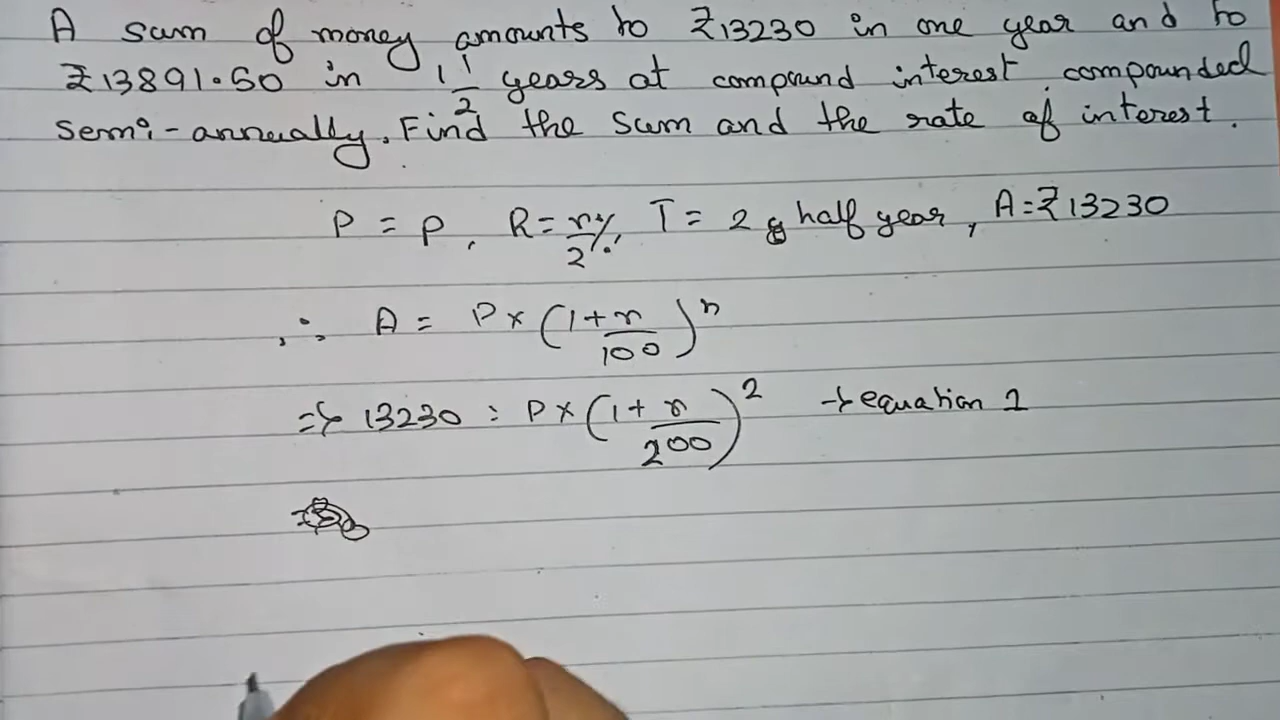 A sum of money amounts to ₹13230 in one year and to
₹13891.50 in 1 1/2 years at compound interest compounded
semi-annually. Find the sum and the rate of interest.
P = P, R = r/2 %, T = 2 half year, A = ₹13230
∴ A = P × (1 + r/100)^n
=> 13230 = P × (1 + r/200)^2 → equation 1